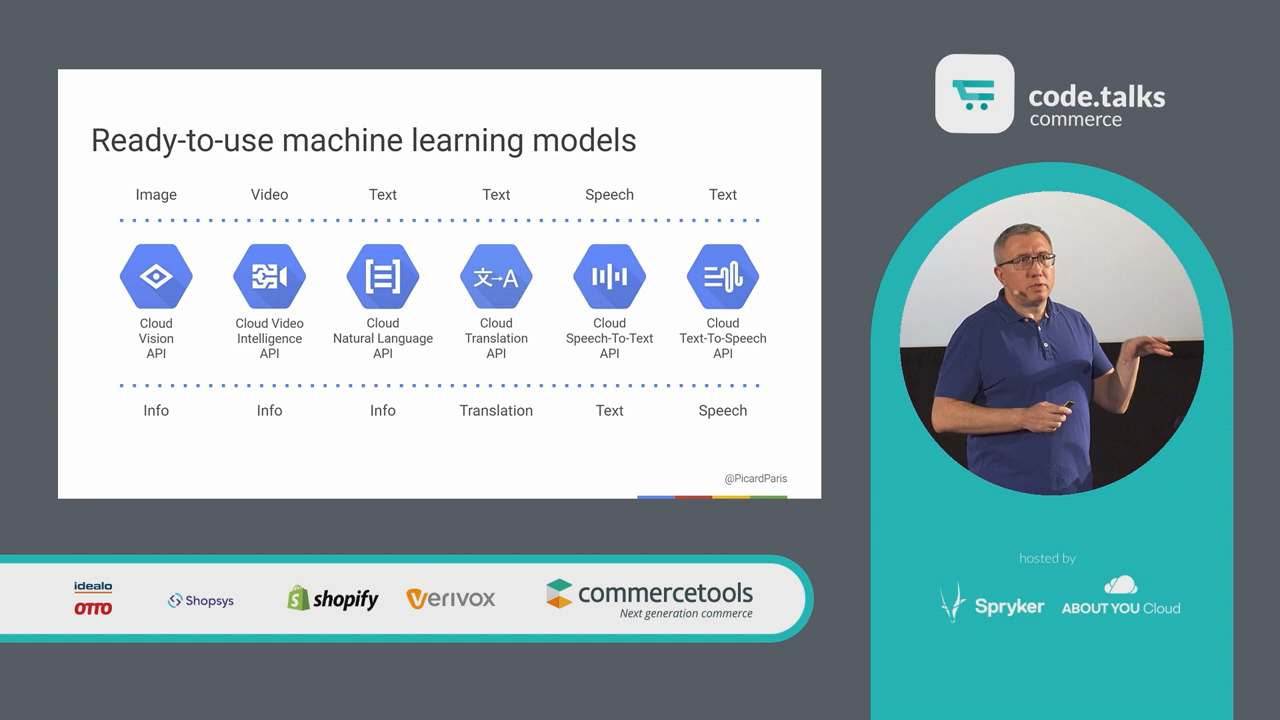 Ready-to-use machine learning models
Image Video Text Text Speech Text
文→A
Cloud Vision API
Cloud Video Intelligence API
Cloud Natural Language API
Cloud Translation API
Cloud Speech-To-Text API
Cloud Text-To-Speech API
Info Info Info Translation Text Speech
@PicardParis
code.talks
commerce
hosted by
Spryker ABOUT YOU Cloud
idealo
OTTO
Shopsys
shopify
VERIVOX
commercetools
Next generation commerce